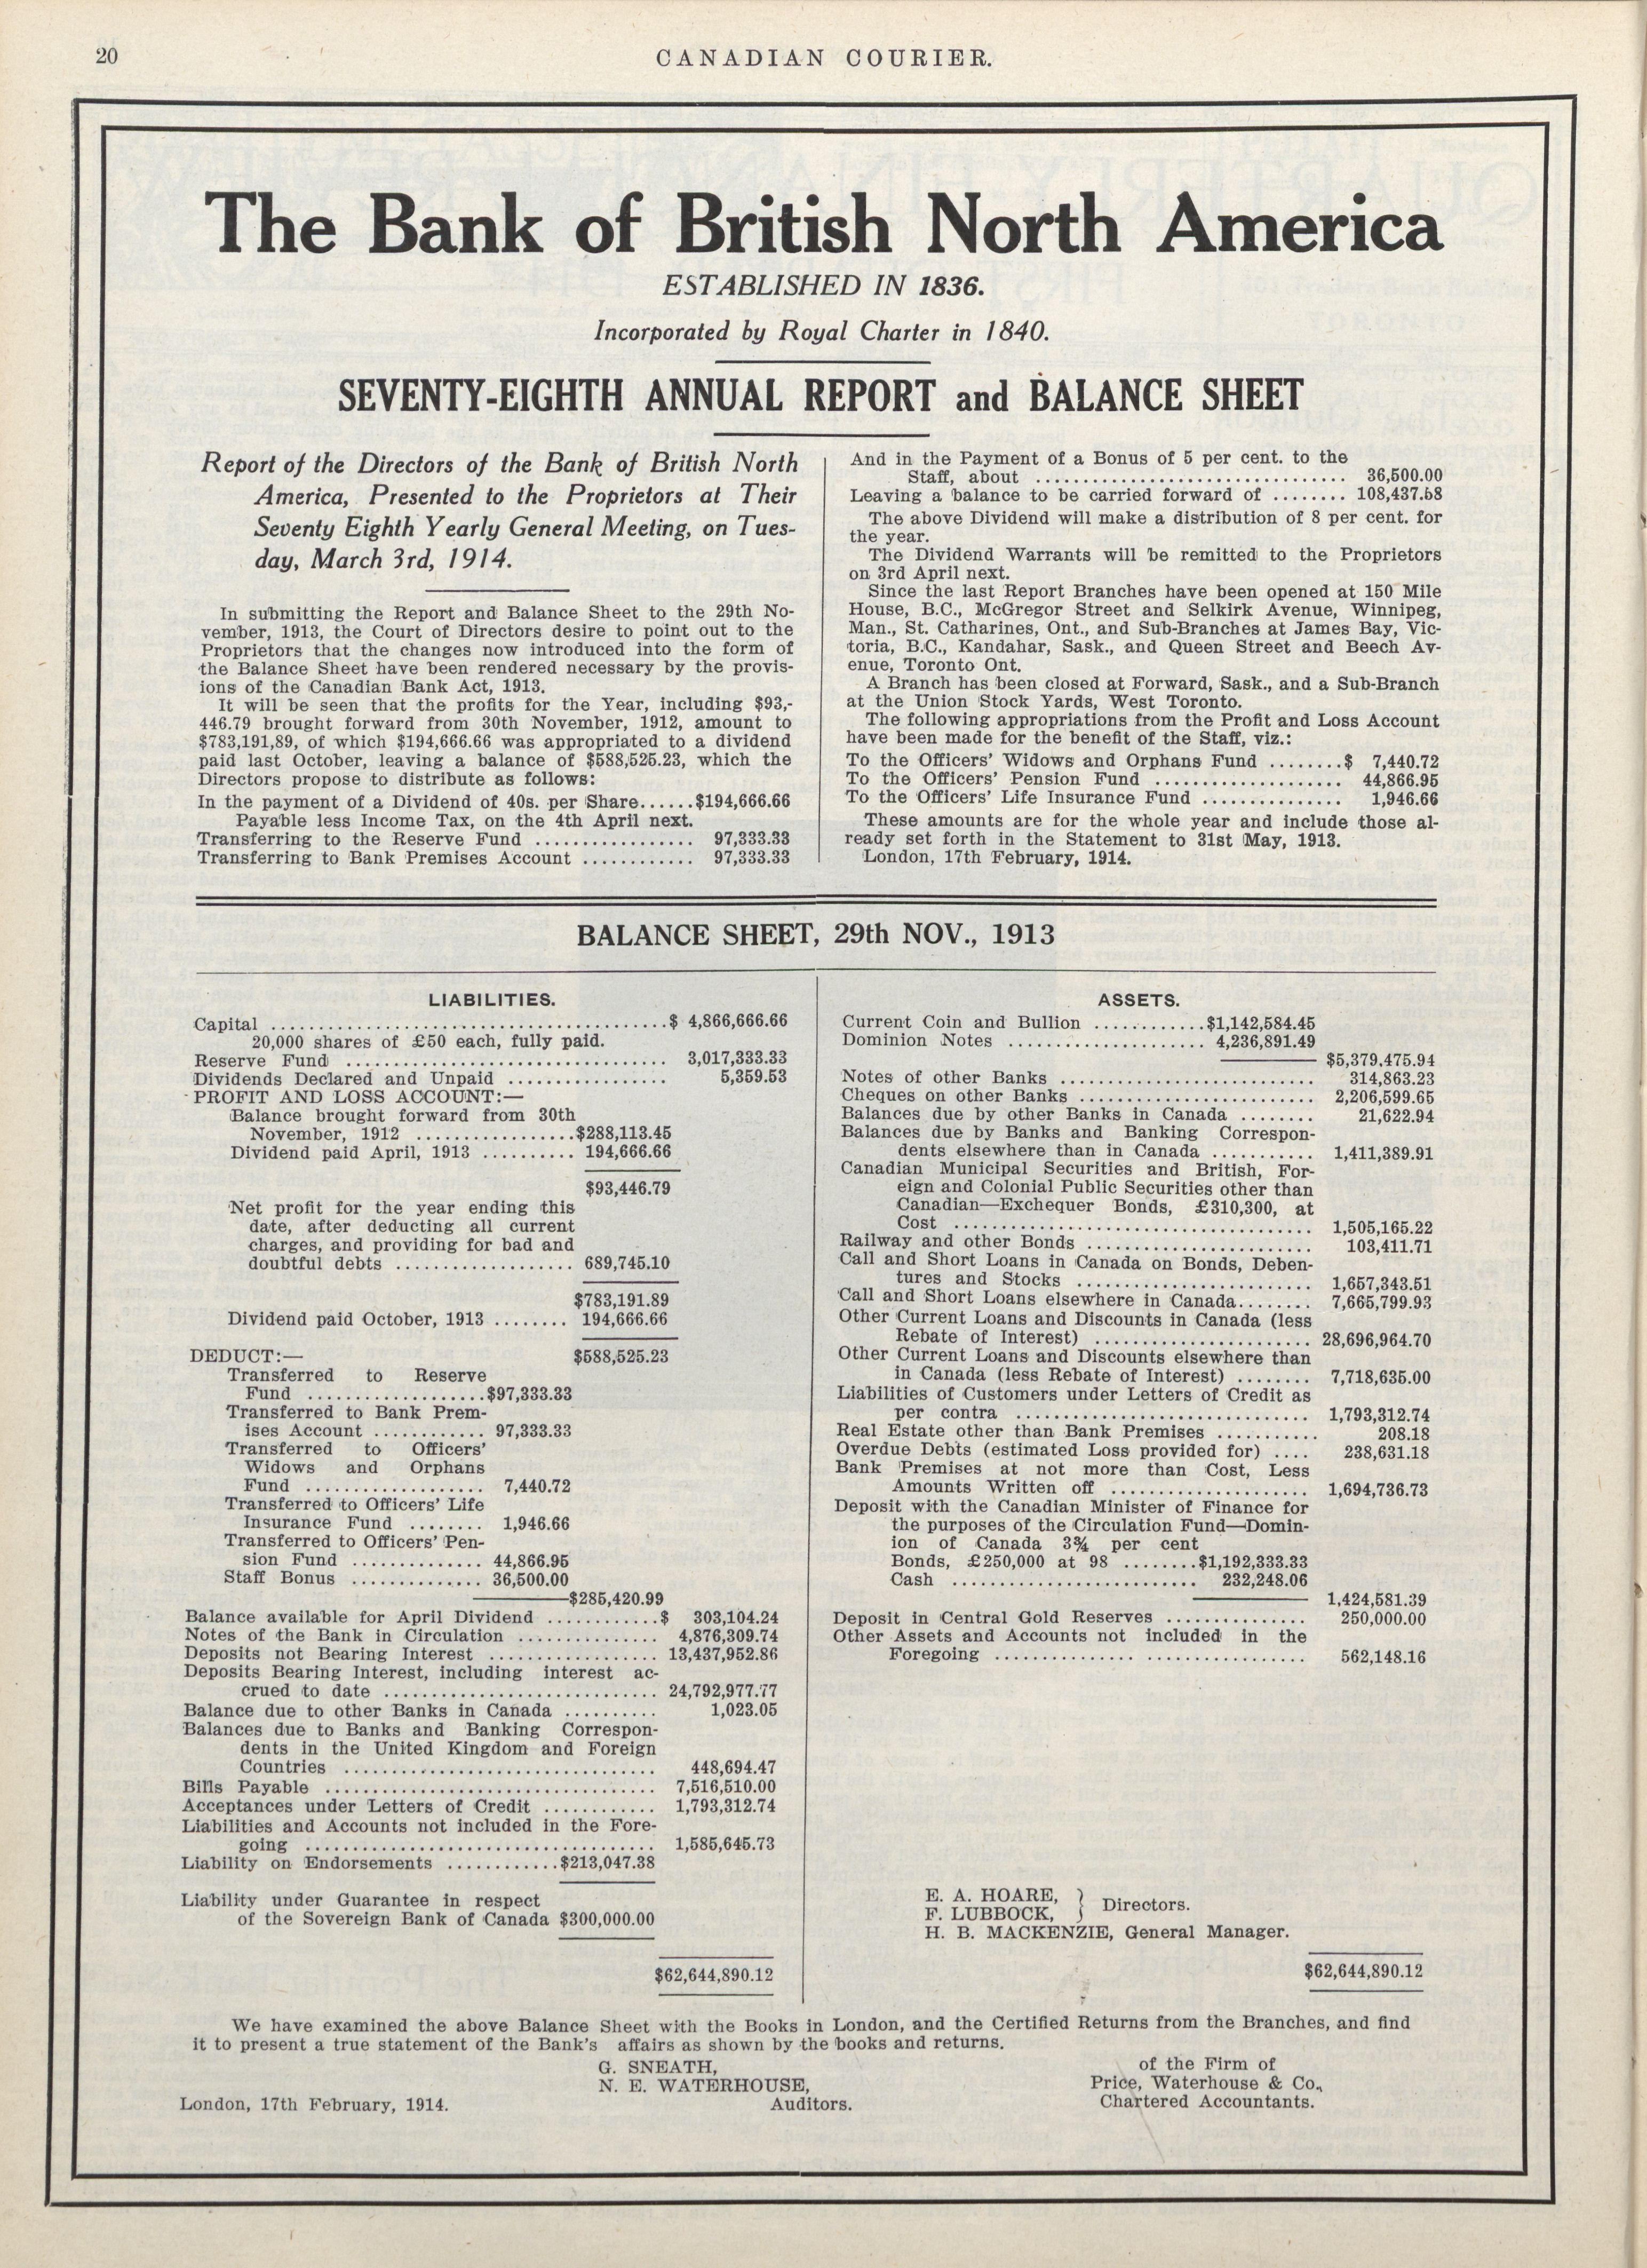 20
CANADIAN COURIER.
The Bank of British North America
ESTABLISHED IN 1836.
Incorporated by Royal Charter in 1840.
SEVENTY-EIGHTH ANNUAL REPORT and BALANCE SHEET
Report of the Directors of the Bank of British North
America, Presented to the Proprietors at Their
Seventy Eighth Yearly General Meeting, on Tues-
day, March 3rd, 1914.
In submitting the Report and Balance Sheet to the 29th No-
vember, 1913, the Court of Directors desire to point out to the
Proprietors that the changes now introduced into the form of
the Balance Sheet have been rendered necessary by the provis-
ions of the Canadian Bank Act, 1913.
It will be seen that the profits for the Year, including $93,-
446.79 brought forward from 30th November, 1912, amount to
$783,191,89, of which $194,666.66 was appropriated to a dividend
paid last October, leaving a balance of $588,525.23, which the
Directors propose to distribute as follows:
In the payment of a Dividend of 40s. per Share......$194,666.66
Payable less Income Tax, on the 4th April next.
Transferring to the Reserve Fund ................. 97,333.33
Transferring to Bank Premises Account ............ 97,333.33
And in the Payment of a Bonus of 5 per cent. to the
Staff, about ................................ 36,500.00
Leaving a balance to be carried forward of ........ 108,437.58
The above Dividend will make a distribution of 8 per cent. for
the year.
The Dividend Warrants will be remitted to the Proprietors
on 3rd April next.
Since the last Report Branches have been opened at 150 Mile
House, B.C., McGregor Street and Selkirk Avenue, Winnipeg,
Man., St. Catharines, Ont., and Sub-Branches at James Bay, Vic-
toria, B.C., Kandahar, Sask., and Queen Street and Beech Av-
enue, Toronto Ont.
A Branch has been closed at Forward, Sask., and a Sub-Branch
at the Union Stock Yards, West Toronto.
The following appropriations from the Profit and Loss Account
have been made for the benefit of the Staff, viz.:
To the Officers' Widows and Orphans Fund ........$ 7,440.72
To the Officers' Pension Fund .................... 44,866.95
To the Officers' Life Insurance Fund ............... 1,946.66
These amounts are for the whole year and include those al-
ready set forth in the Statement to 31st May, 1913.
London, 17th February, 1914.
BALANCE SHEET, 29th NOV., 1913
LIABILITIES.
Capital .........................................$ 4,866,666.66
20,000 shares of £50 each, fully paid.
Reserve Fund ................................. 3,017,333.33
Dividends Declared and Unpaid ................. 5,359.53
PROFIT AND LOSS ACCOUNT:—
Balance brought forward from 30th
November, 1912 .................$288,113.45
Dividend paid April, 1913 .......... 194,666.66
$93,446.79
Net profit for the year ending this
date, after deducting all current
charges, and providing for bad and
doubtful debts ................... 689,745.10
$783,191.89
Dividend paid October, 1913 ........ 194,666.66
DEDUCT:— $588,525.23
Transferred to Reserve
Fund ...................$97,333.33
Transferred to Bank Prem-
ises Account ............ 97,333.33
Transferred to Officers'
Widows and Orphans
Fund ................... 7,440.72
Transferred to Officers' Life
Insurance Fund ........ 1,946.66
Transferred to Officers' Pen-
sion Fund .............. 44,866.95
Staff Bonus .............. 36,500.00
$285,420.99
Balance available for April Dividend ............$ 303,104.24
Notes of the Bank in Circulation ............... 4,876,309.74
Deposits not Bearing Interest .................. 13,437,952.86
Deposits Bearing Interest, including interest ac-
crued to date ............................ 24,792,977.77
Balance due to other Banks in Canada .......... 1,023.05
Balances due to Banks and Banking Correspon-
dents in the United Kingdom and Foreign
Countries ................................ 448,694.47
Bills Payable .................................. 7,516,510.00
Acceptances under Letters of Credit ............ 1,793,312.74
Liabilities and Accounts not included in the Fore-
going .................................... 1,585,645.73
Liability on Endorsements ............$213,047.38
Liability under Guarantee in respect
of the Sovereign Bank of Canada $300,000.00
$62,644,890.12
ASSETS.
Current Coin and Bullion ............$1,142,584.45
Dominion Notes ..................... 4,236,891.49
$5,379,475.94
Notes of other Banks ........................... 314,863.23
Cheques on other Banks ......................... 2,206,599.65
Balances due by other Banks in Canada ........ 21,622.94
Balances due by Banks and Banking Correspon-
dents elsewhere than in Canada ........... 1,411,389.91
Canadian Municipal Securities and British, For-
eign and Colonial Public Securities other than
Canadian—Exchequer Bonds, £310,300, at
Cost ..................................... 1,505,165.22
Railway and other Bonds ........................ 103,411.71
Call and Short Loans in Canada on Bonds, Deben-
tures and Stocks ......................... 1,657,343.51
Call and Short Loans elsewhere in Canada........ 7,665,799.93
Other Current Loans and Discounts in Canada (less
Rebate of Interest) ....................... 28,696,964.70
Other Current Loans and Discounts elsewhere than
in Canada (less Rebate of Interest) ........ 7,718,635.00
Liabilities of Customers under Letters of Credit as
per contra ............................... 1,793,312.74
Real Estate other than Bank Premises ........... 208.18
Overdue Debts (estimated Loss provided for) .... 238,631.18
Bank Premises at not more than Cost, Less
Amounts Written off ..................... 1,694,736.73
Deposit with the Canadian Minister of Finance for
the purposes of the Circulation Fund—Domin-
ion of Canada 3¾ per cent
Bonds, £250,000 at 98 ........$1,192,333.33
Cash .......................... 232,248.06
1,424,581.39
Deposit in Central Gold Reserves ............... 250,000.00
Other Assets and Accounts not included in the
Foregoing ............... ................. 562,148.16
E. A. HOARE,
F. LUBBOCK, } Directors.
H. B. MACKENZIE, General Manager.
$62,644,890.12
We have examined the above Balance Sheet with the Books in London, and the Certified Returns from the Branches, and find
it to present a true statement of the Bank's affairs as shown by the books and returns.
G. SNEATH, of the Firm of
N. E. WATERHOUSE, Price, Waterhouse & Co.,
London, 17th February, 1914. Auditors. Chartered Accountants.